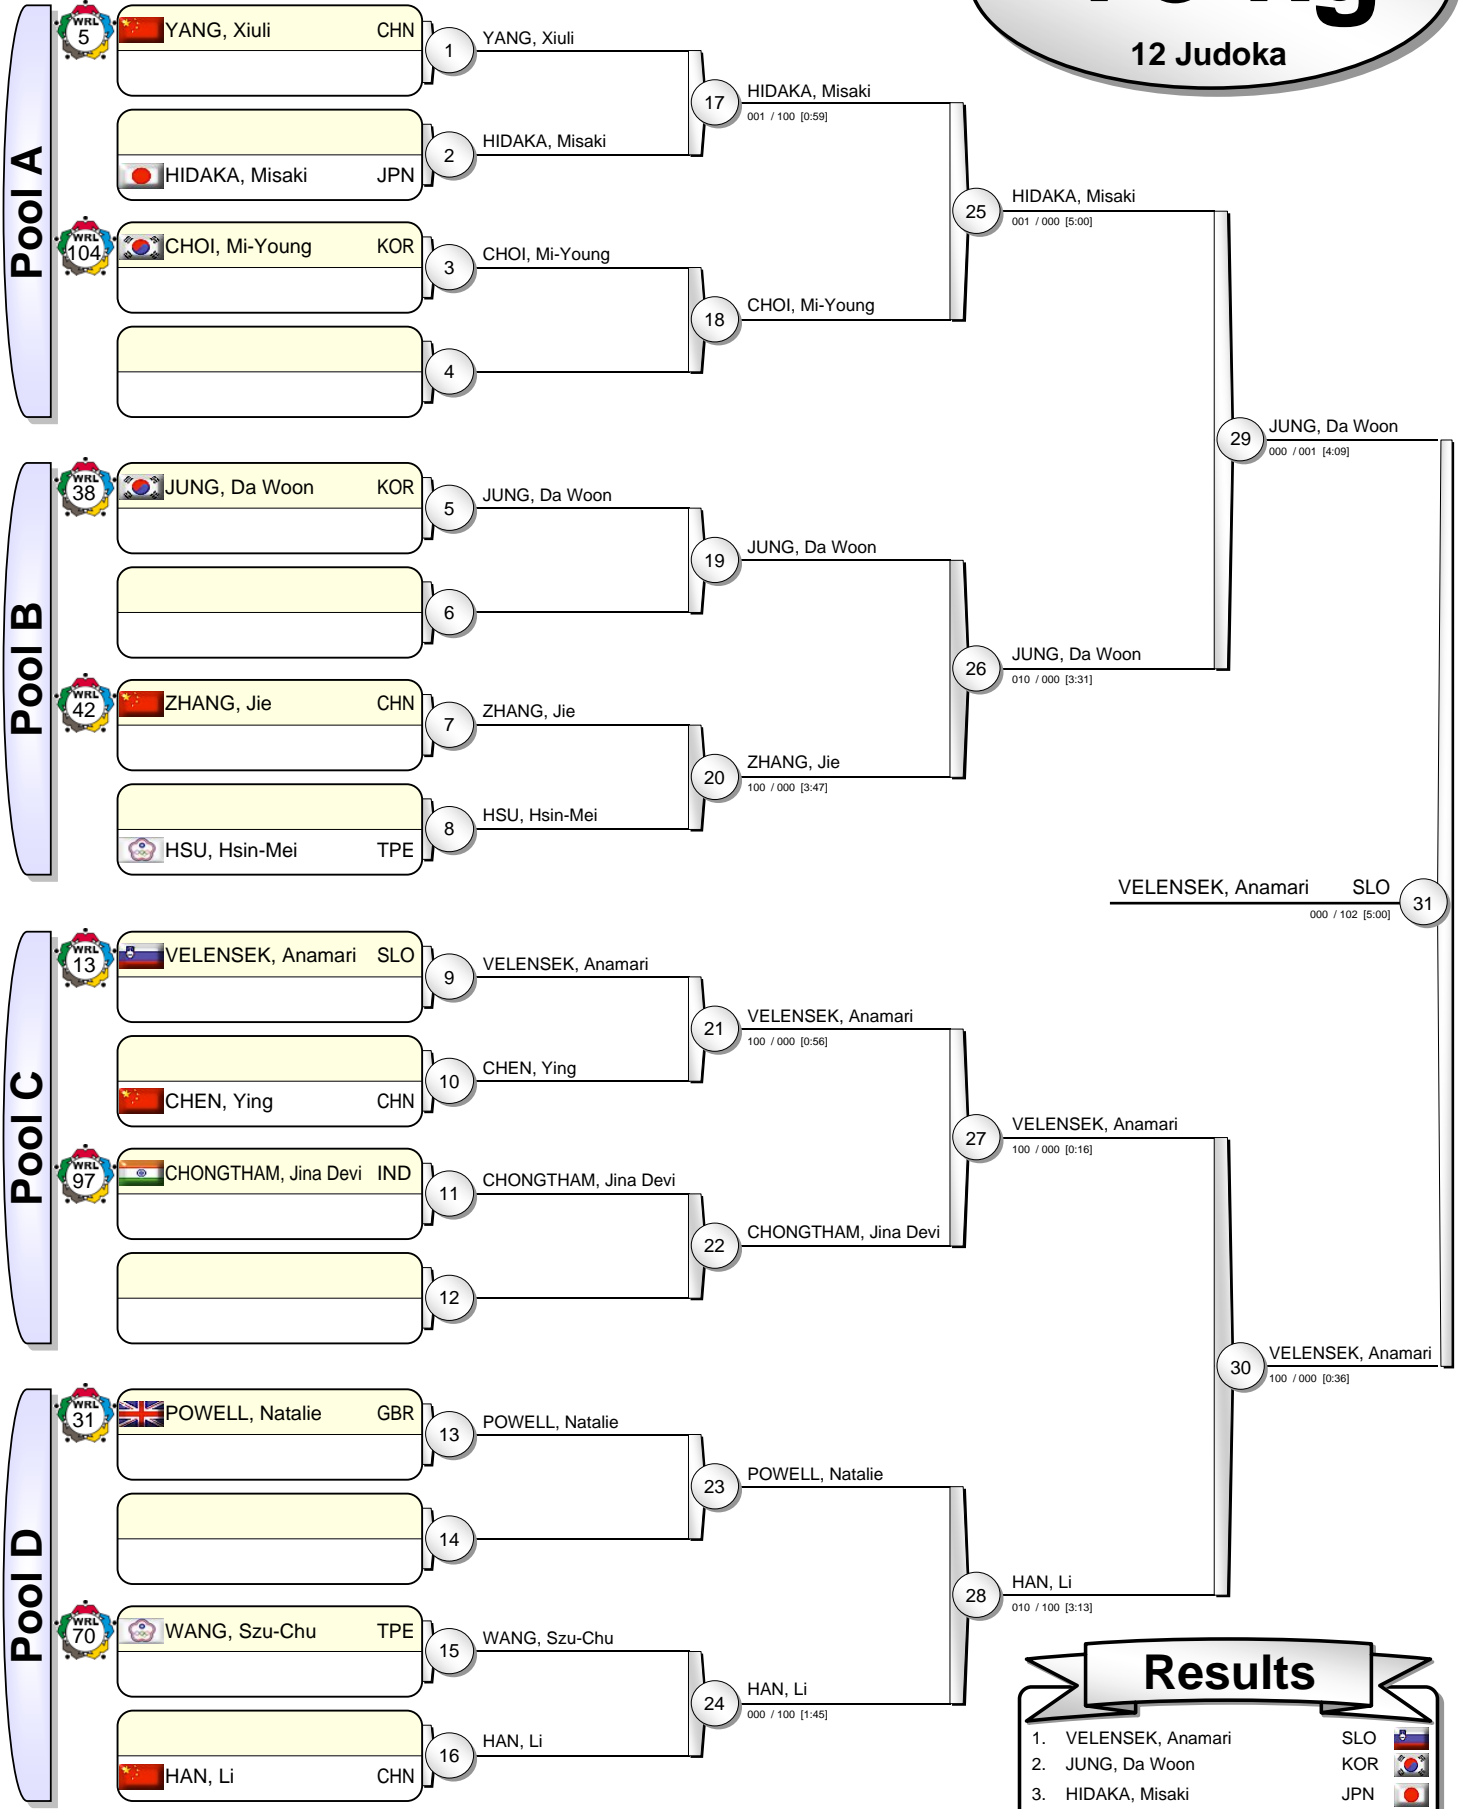 12 Judoka
Pool A
WRL 5 YANG, Xiuli CHN
1 YANG, Xiuli
17 HIDAKA, Misaki
001 / 100 [0:59]
2 HIDAKA, Misaki
HIDAKA, Misaki JPN
25 HIDAKA, Misaki
001 / 000 [5:00]
WRL 104 CHOI, Mi-Young KOR
3 CHOI, Mi-Young
18 CHOI, Mi-Young
4
29 JUNG, Da Woon
000 / 001 [4:09]
Pool B
WRL 38 JUNG, Da Woon KOR
5 JUNG, Da Woon
19 JUNG, Da Woon
6
26 JUNG, Da Woon
010 / 000 [3:31]
WRL 42 ZHANG, Jie CHN
7 ZHANG, Jie
20 ZHANG, Jie
100 / 000 [3:47]
8 HSU, Hsin-Mei
HSU, Hsin-Mei TPE
VELENSEK, Anamari SLO 31
000 / 102 [5:00]
Pool C
WRL 13 VELENSEK, Anamari SLO
9 VELENSEK, Anamari
21 VELENSEK, Anamari
100 / 000 [0:56]
10 CHEN, Ying
CHEN, Ying CHN
27 VELENSEK, Anamari
100 / 000 [0:16]
WRL 97 CHONGTHAM, Jina Devi IND
11 CHONGTHAM, Jina Devi
22 CHONGTHAM, Jina Devi
12
30 VELENSEK, Anamari
100 / 000 [0:36]
Pool D
WRL 31 POWELL, Natalie GBR
13 POWELL, Natalie
23 POWELL, Natalie
14
28 HAN, Li
010 / 100 [3:13]
WRL 70 WANG, Szu-Chu TPE
15 WANG, Szu-Chu
24 HAN, Li
000 / 100 [1:45]
16 HAN, Li
HAN, Li CHN
Results
1. VELENSEK, Anamari SLO
2. JUNG, Da Woon KOR
3. HIDAKA, Misaki JPN